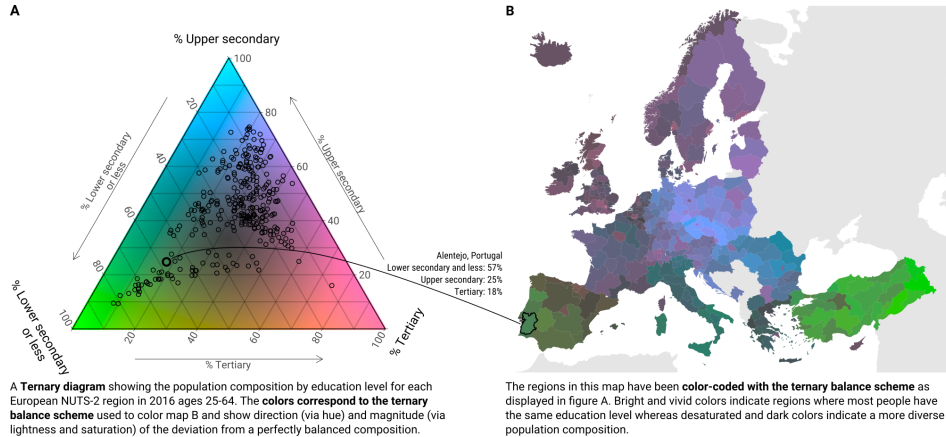 A
% Upper secondary
100
20
80
% Lower secondary
or less
40
60
% Upper secondary
60
40
80
20
% Lower secondary
or less
100
20
40
60
80
100
% Tertiary
% Tertiary
Alentejo, Portugal
Lower secondary and less: 57%
Upper secondary: 25%
Tertiary: 18%
A Ternary diagram showing the population composition by education level for each
European NUTS-2 region in 2016 ages 25-64. The colors correspond to the ternary
balance scheme used to color map B and show direction (via hue) and magnitude (via
lightness and saturation) of the deviation from a perfectly balanced composition.
B
The regions in this map have been color-coded with the ternary balance scheme as
displayed in figure A. Bright and vivid colors indicate regions where most people have
the same education level whereas desaturated and dark colors indicate a more diverse
population composition.